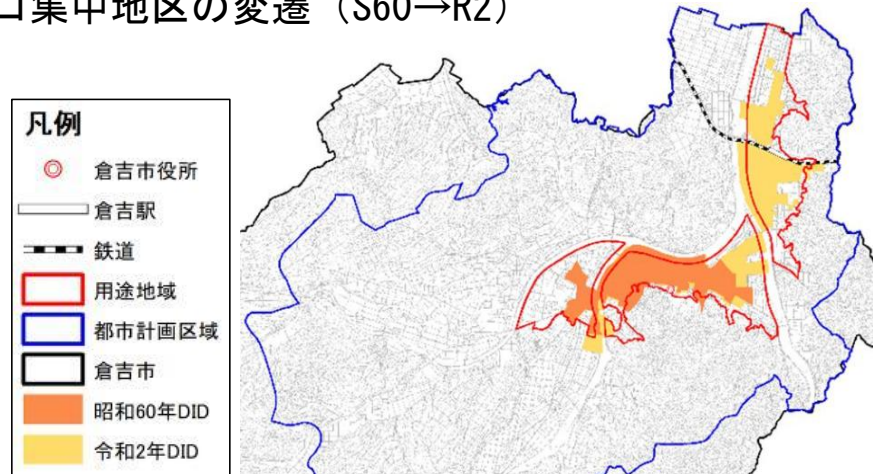 口集中地区の変遷（S60→R2）
凡例
倉吉市役所
倉吉駅
鉄道
用途地域
都市計画区域
倉吉市
昭和60年DID
令和2年DID